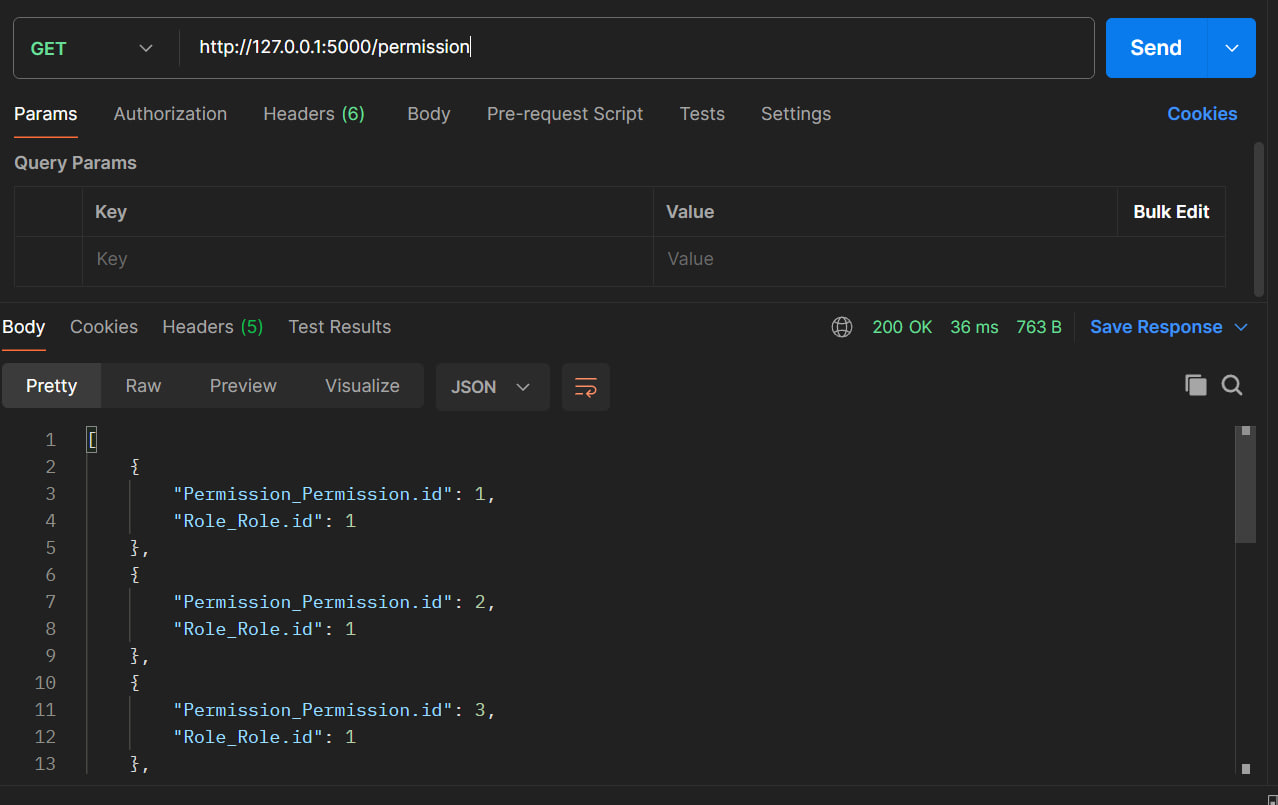 GET http://127.0.0.1:5000/permission Send
Params Authorization Headers (6) Body Pre-request Script Tests Settings Cookies
Query Params
Key Value Bulk Edit
Key Value
Body Cookies Headers (5) Test Results 200 OK 36 ms 763 B Save Response
Pretty Raw Preview Visualize JSON
1 [
2 {
3 "Permission_Permission.id": 1,
4 "Role_Role.id": 1
5 },
6 {
7 "Permission_Permission.id": 2,
8 "Role_Role.id": 1
9 },
10 {
11 "Permission_Permission.id": 3,
12 "Role_Role.id": 1
13 },